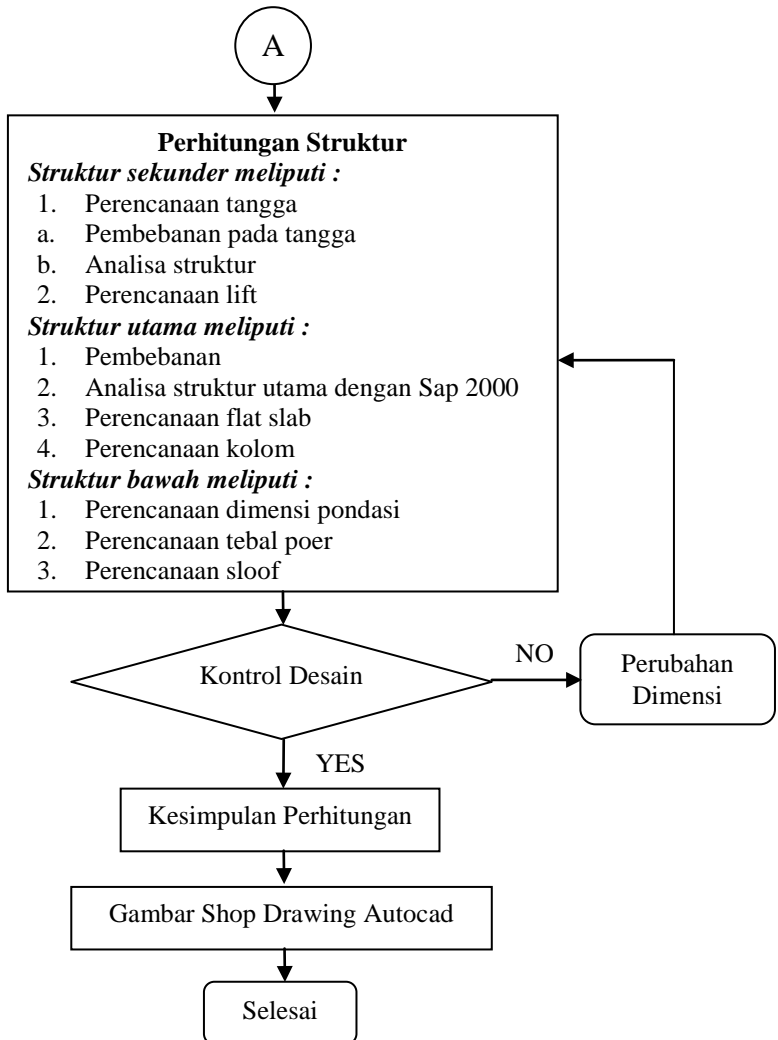 A
Perhitungan Struktur
Struktur sekunder meliputi :
1. Perencanaan tangga
a. Pembebanan pada tangga
b. Analisa struktur
2. Perencanaan lift
Struktur utama meliputi :
1. Pembebanan
2. Analisa struktur utama dengan Sap 2000
3. Perencanaan flat slab
4. Perencanaan kolom
Struktur bawah meliputi :
1. Perencanaan dimensi pondasi
2. Perencanaan tebal poer
3. Perencanaan sloof
Kontrol Desain
NO
Perubahan
Dimensi
YES
Kesimpulan Perhitungan
Gambar Shop Drawing Autocad
Selesai